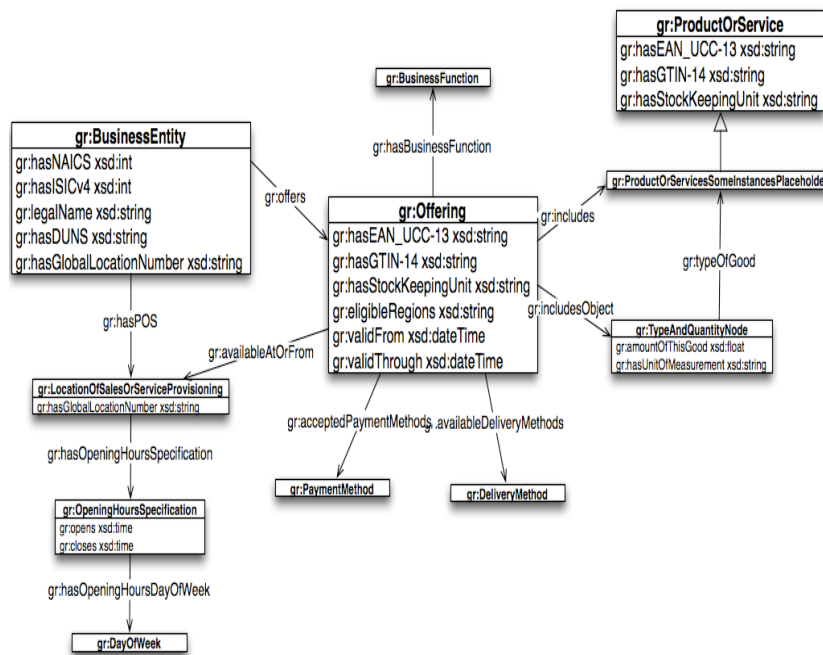 gr:ProductOrService
gr:hasEAN_UCC-13 xsd:string
gr:hasGTIN-14 xsd:string
gr:hasStockKeepingUnit xsd:string
gr:BusinessFunction
gr:hasBusinessFunction
gr:BusinessEntity
gr:hasNAICS xsd:int
gr:hasISICv4 xsd:int
gr:legalName xsd:string
gr:hasDUNS xsd:string
gr:hasGlobalLocationNumber xsd:string
gr:offers
gr:ProductOrServicesSomeInstancesPlaceholde
gr:Offering
gr:hasEAN_UCC-13 xsd:string
gr:hasGTIN-14 xsd:string
gr:hasStockKeepingUnit xsd:string
gr:eligibleRegions xsd:string
gr:validFrom xsd:dateTime
gr:validThrough xsd:dateTime
gr:includes
gr:typeOfGood
gr:includesObject
gr:TypeAndQuantityNode
gr:amountOfThisGood xsd:float
gr:hasUnitOfMeasurement xsd:string
gr:hasPOS
gr:availableAtOrFrom
gr:LocationOfSalesOrServiceProvisioning
gr:hasGlobalLocationNumber xsd:string
gr:acceptedPaymentMethods
gr:availableDeliveryMethods
gr:hasOpeningHoursSpecification
gr:PaymentMethod
gr:DeliveryMethod
gr:OpeningHoursSpecification
gr:opens xsd:time
gr:closes xsd:time
gr:hasOpeningHoursDayOfWeek
gr:DayOfWeek